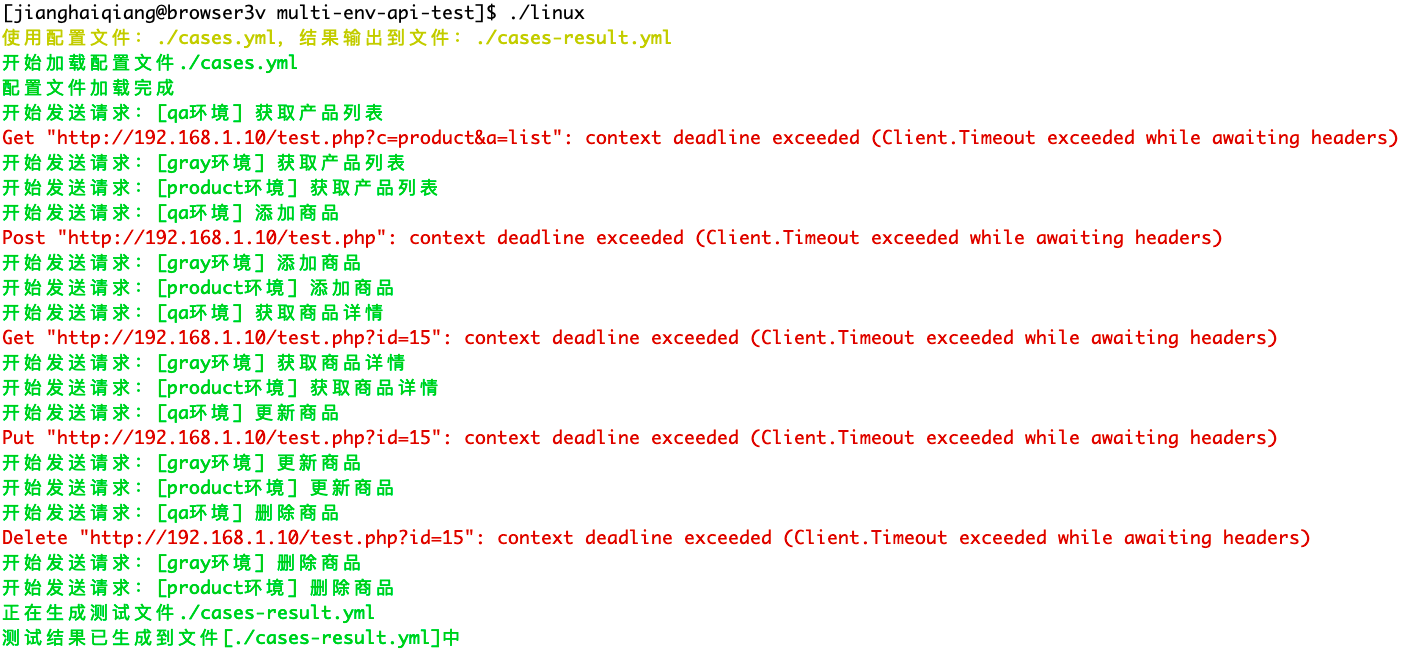 [jianghaiqiang@browser3v multi-env-api-test]$ ./linux
使用配置文件：./cases.yml，结果输出到文件：./cases-result.yml
开始加载配置文件./cases.yml
配置文件加载完成
开始发送请求：[qa环境] 获取产品列表
Get "http://192.168.1.10/test.php?c=product&a=list": context deadline exceeded (Client.Timeout exceeded while awaiting headers)
开始发送请求：[gray环境] 获取产品列表
开始发送请求：[product环境] 获取产品列表
开始发送请求：[qa环境] 添加商品
Post "http://192.168.1.10/test.php": context deadline exceeded (Client.Timeout exceeded while awaiting headers)
开始发送请求：[gray环境] 添加商品
开始发送请求：[product环境] 添加商品
开始发送请求：[qa环境] 获取商品详情
Get "http://192.168.1.10/test.php?id=15": context deadline exceeded (Client.Timeout exceeded while awaiting headers)
开始发送请求：[gray环境] 获取商品详情
开始发送请求：[product环境] 获取商品详情
开始发送请求：[qa环境] 更新商品
Put "http://192.168.1.10/test.php?id=15": context deadline exceeded (Client.Timeout exceeded while awaiting headers)
开始发送请求：[gray环境] 更新商品
开始发送请求：[product环境] 更新商品
开始发送请求：[qa环境] 删除商品
Delete "http://192.168.1.10/test.php?id=15": context deadline exceeded (Client.Timeout exceeded while awaiting headers)
开始发送请求：[gray环境] 删除商品
开始发送请求：[product环境] 删除商品
正在生成测试文件./cases-result.yml
测试结果已生成到文件[./cases-result.yml]中